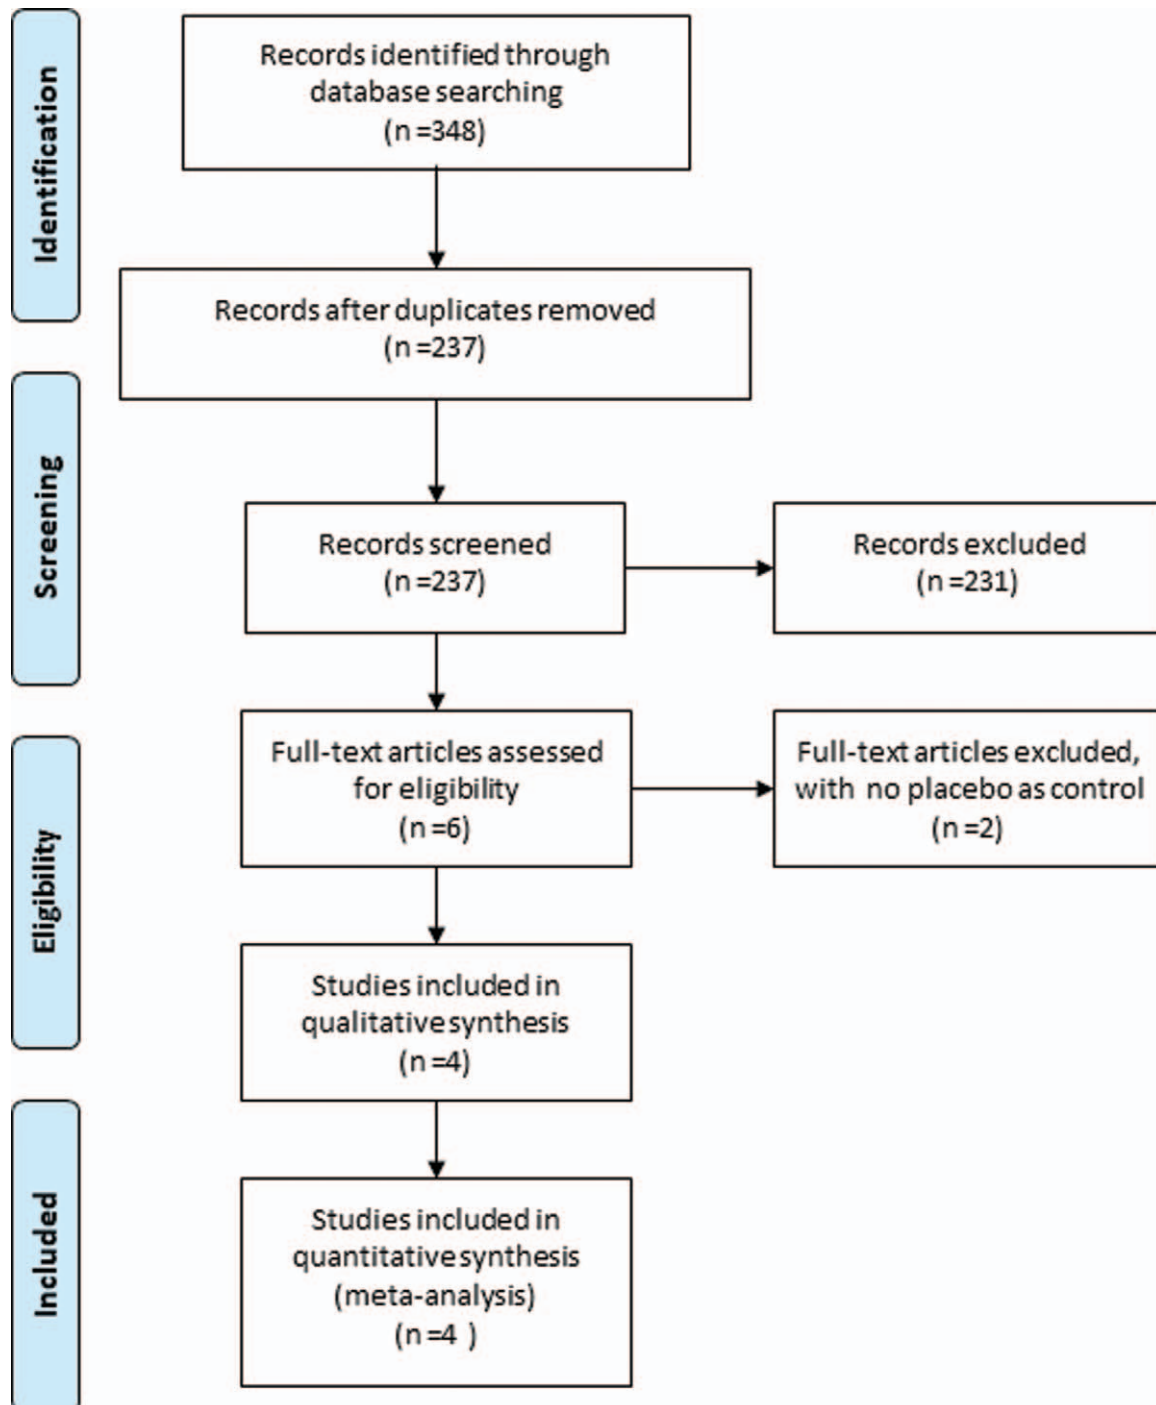 Identification
Records identified through
database searching
(n =348)
Records after duplicates removed
(n =237)
Screening
Records screened
(n =237)
Records excluded
(n =231)
Eligibility
Full-text articles assessed
for eligibility
(n =6)
Full-text articles excluded,
with no placebo as control
(n =2)
Studies included in
qualitative synthesis
(n =4)
Included
Studies included in
quantitative synthesis
(meta-analysis)
(n =4 )